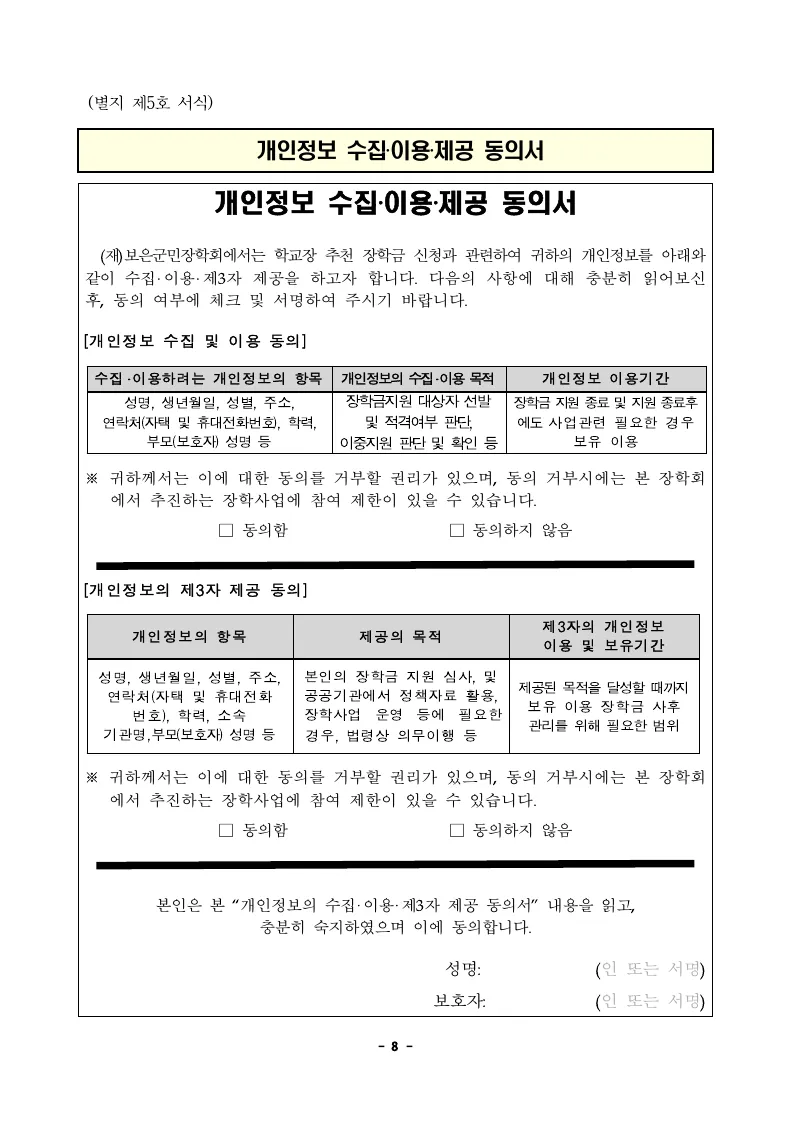 (별지 제5호 서식)
개인정보 수집·이용·제공 동의서
개인정보 수집·이용·제공 동의서
(재)보은군민장학회에서는 학교장 추천 장학금 신청과 관련하여 귀하의 개인정보를 아래와
같이 수집·이용·제3자 제공을 하고자 합니다. 다음의 사항에 대해 충분히 읽어보신
후, 동의 여부에 체크 및 서명하여 주시기 바랍니다.
[개인정보 수집 및 이용 동의]
수집·이용하려는 개인정보의 항목
개인정보의 수집·이용 목적
개인정보 이용기간
성명, 생년월일, 성별, 주소,
연락처(자택 및 휴대전화번호), 학력,
부모(보호자) 성명 등
장학금지원 대상자 선발
및 적격여부 판단,
이중지원 판단 및 확인 등
장학금 지원 종료 및 지원 종료후
에도 사업관련 필요한 경우
보유 이용
※ 귀하께서는 이에 대한 동의를 거부할 권리가 있으며, 동의 거부시에는 본 장학회
에서 추진하는 장학사업에 참여 제한이 있을 수 있습니다.
□ 동의함 □ 동의하지 않음
[개인정보의 제3자 제공 동의]
개인정보의 항목
제공의 목적
제3자의 개인정보
이용 및 보유기간
성명, 생년월일, 성별, 주소,
연락처(자택 및 휴대전화
번호), 학력, 소속
기관명,부모(보호자) 성명 등
본인의 장학금 지원 심사, 및
공공기관에서 정책자료 활용,
장학사업 운영 등에 필요한
경우, 법령상 의무이행 등
제공된 목적을 달성할 때까지
보유 이용 장학금 사후
관리를 위해 필요한 범위
※ 귀하께서는 이에 대한 동의를 거부할 권리가 있으며, 동의 거부시에는 본 장학회
에서 추진하는 장학사업에 참여 제한이 있을 수 있습니다.
□ 동의함 □ 동의하지 않음
본인은 본 “개인정보의 수집·이용·제3자 제공 동의서” 내용을 읽고,
충분히 숙지하였으며 이에 동의합니다.
성명: (인 또는 서명)
보호자: (인 또는 서명)
- 8 -